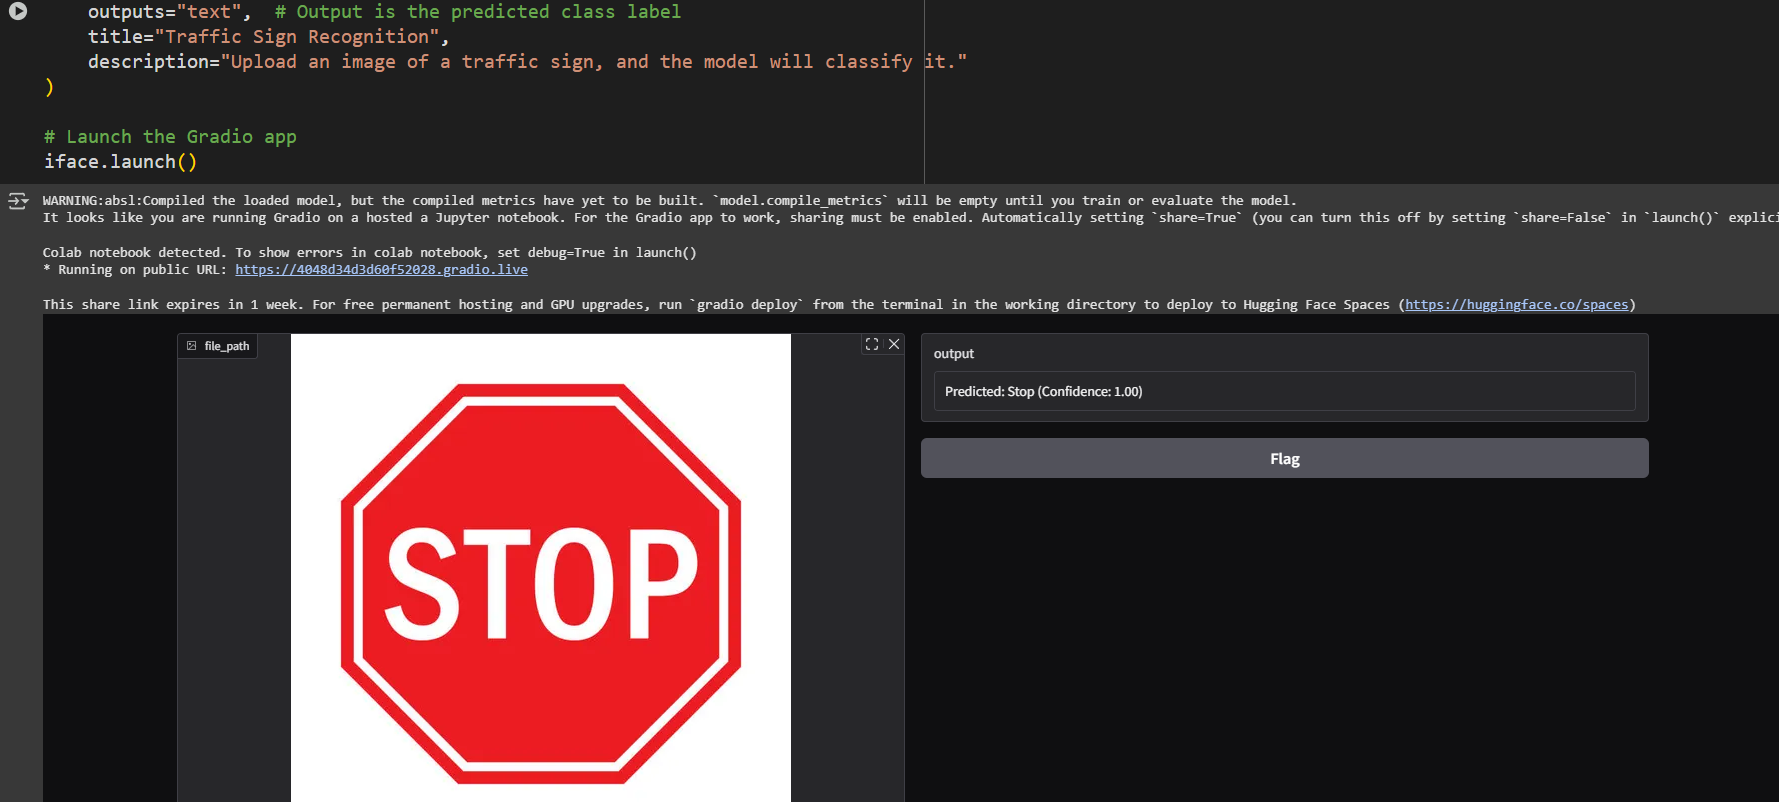 outputs="text",  # Output is the predicted class label
title="Traffic Sign Recognition",
description="Upload an image of a traffic sign, and the model will classify it."
)
# Launch the Gradio app
iface.launch()
WARNING:absl:Compiled the loaded model, but the compiled metrics have yet to be built. `model.compile_metrics` will be empty until you train or evaluate the model.
It looks like you are running Gradio on a hosted a Jupyter notebook. For the Gradio app to work, sharing must be enabled. Automatically setting `share=True` (you can turn this off by setting `share=False` in `launch()` explici
Colab notebook detected. To show errors in colab notebook, set debug=True in launch()
* Running on public URL: https://4048d34d3d60f52028.gradio.live
This share link expires in 1 week. For free permanent hosting and GPU upgrades, run `gradio deploy` from the terminal in the working directory to deploy to Hugging Face Spaces (https://huggingface.co/spaces)
file_path
STOP
output
Predicted: Stop (Confidence: 1.00)
Flag